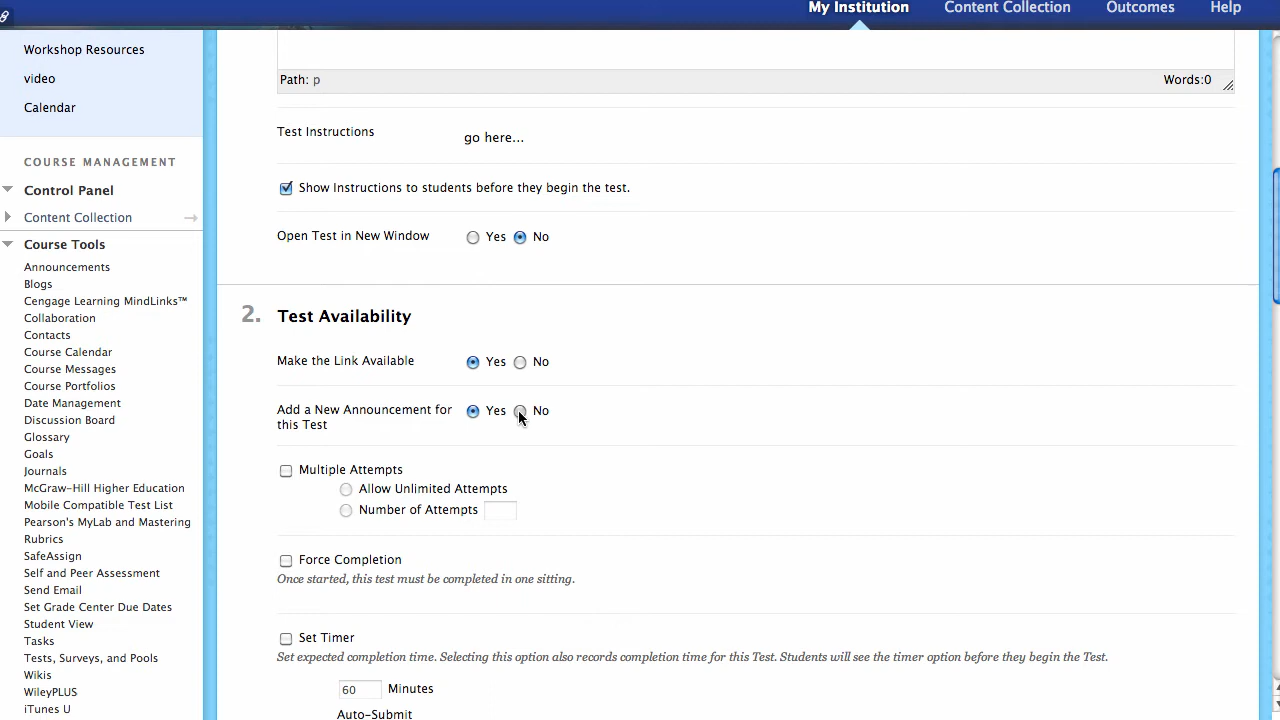 My Institution
Content Collection
Outcomes
Help
Workshop Resources
video
Calendar
COURSE MANAGEMENT
Control Panel
Content Collection
Course Tools
Announcements
Blogs
Cengage Learning MindLinks™
Collaboration
Contacts
Course Calendar
Course Messages
Course Portfolios
Date Management
Discussion Board
Glossary
Goals
Journals
McGraw-Hill Higher Education
Mobile Compatible Test List
Pearson's MyLab and Mastering
Rubrics
SafeAssign
Self and Peer Assessment
Send Email
Set Grade Center Due Dates
Student View
Tasks
Tests, Surveys, and Pools
Wikis
WileyPLUS
iTunes U
Path: p
Words:0
Test Instructions
go here...
Show Instructions to students before they begin the test.
Open Test in New Window Yes No
2. Test Availability
Make the Link Available Yes No
Add a New Announcement for Yes No
this Test
Multiple Attempts
Allow Unlimited Attempts
Number of Attempts
Force Completion
Once started, this test must be completed in one sitting.
Set Timer
Set expected completion time. Selecting this option also records completion time for this Test. Students will see the timer option before they begin the Test.
60 Minutes
Auto-Submit